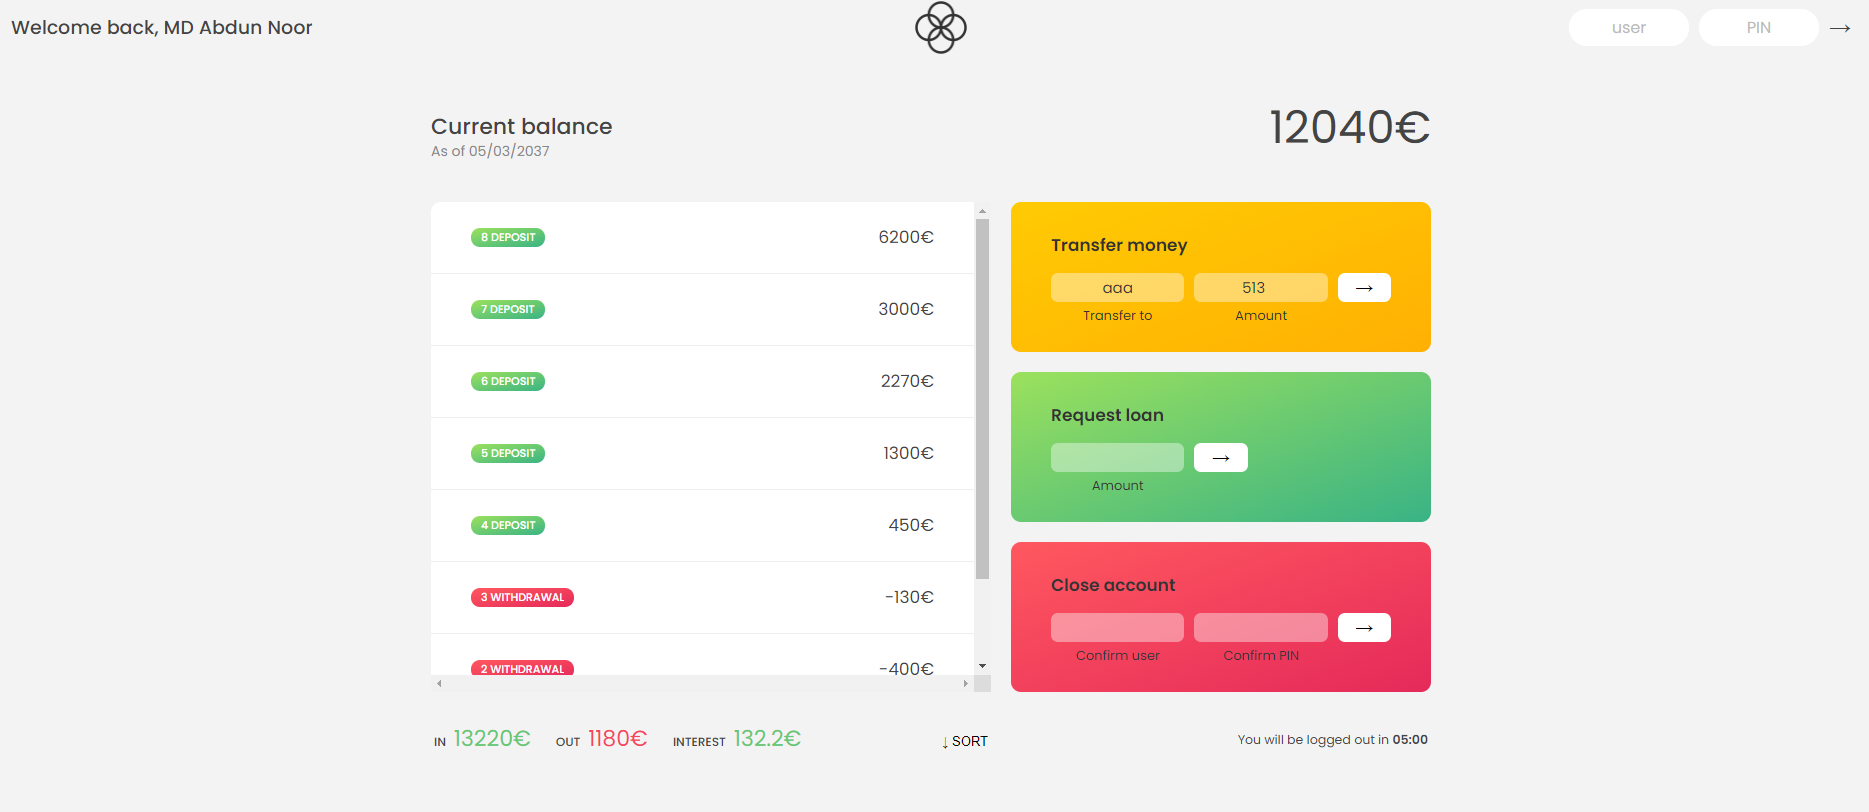 Welcome back, MD Abdun Noor
user PIN →
Current balance
As of 05/03/2037
12040€
8 DEPOSIT 6200€
7 DEPOSIT 3000€
6 DEPOSIT 2270€
5 DEPOSIT 1300€
4 DEPOSIT 450€
3 WITHDRAWAL -130€
2 WITHDRAWAL -400€
IN 13220€ OUT 1180€ INTEREST 132.2€ ↓ SORT
Transfer money
aaa 513 →
Transfer to Amount
Request loan
→
Amount
Close account
→
Confirm user Confirm PIN
You will be logged out in 05:00